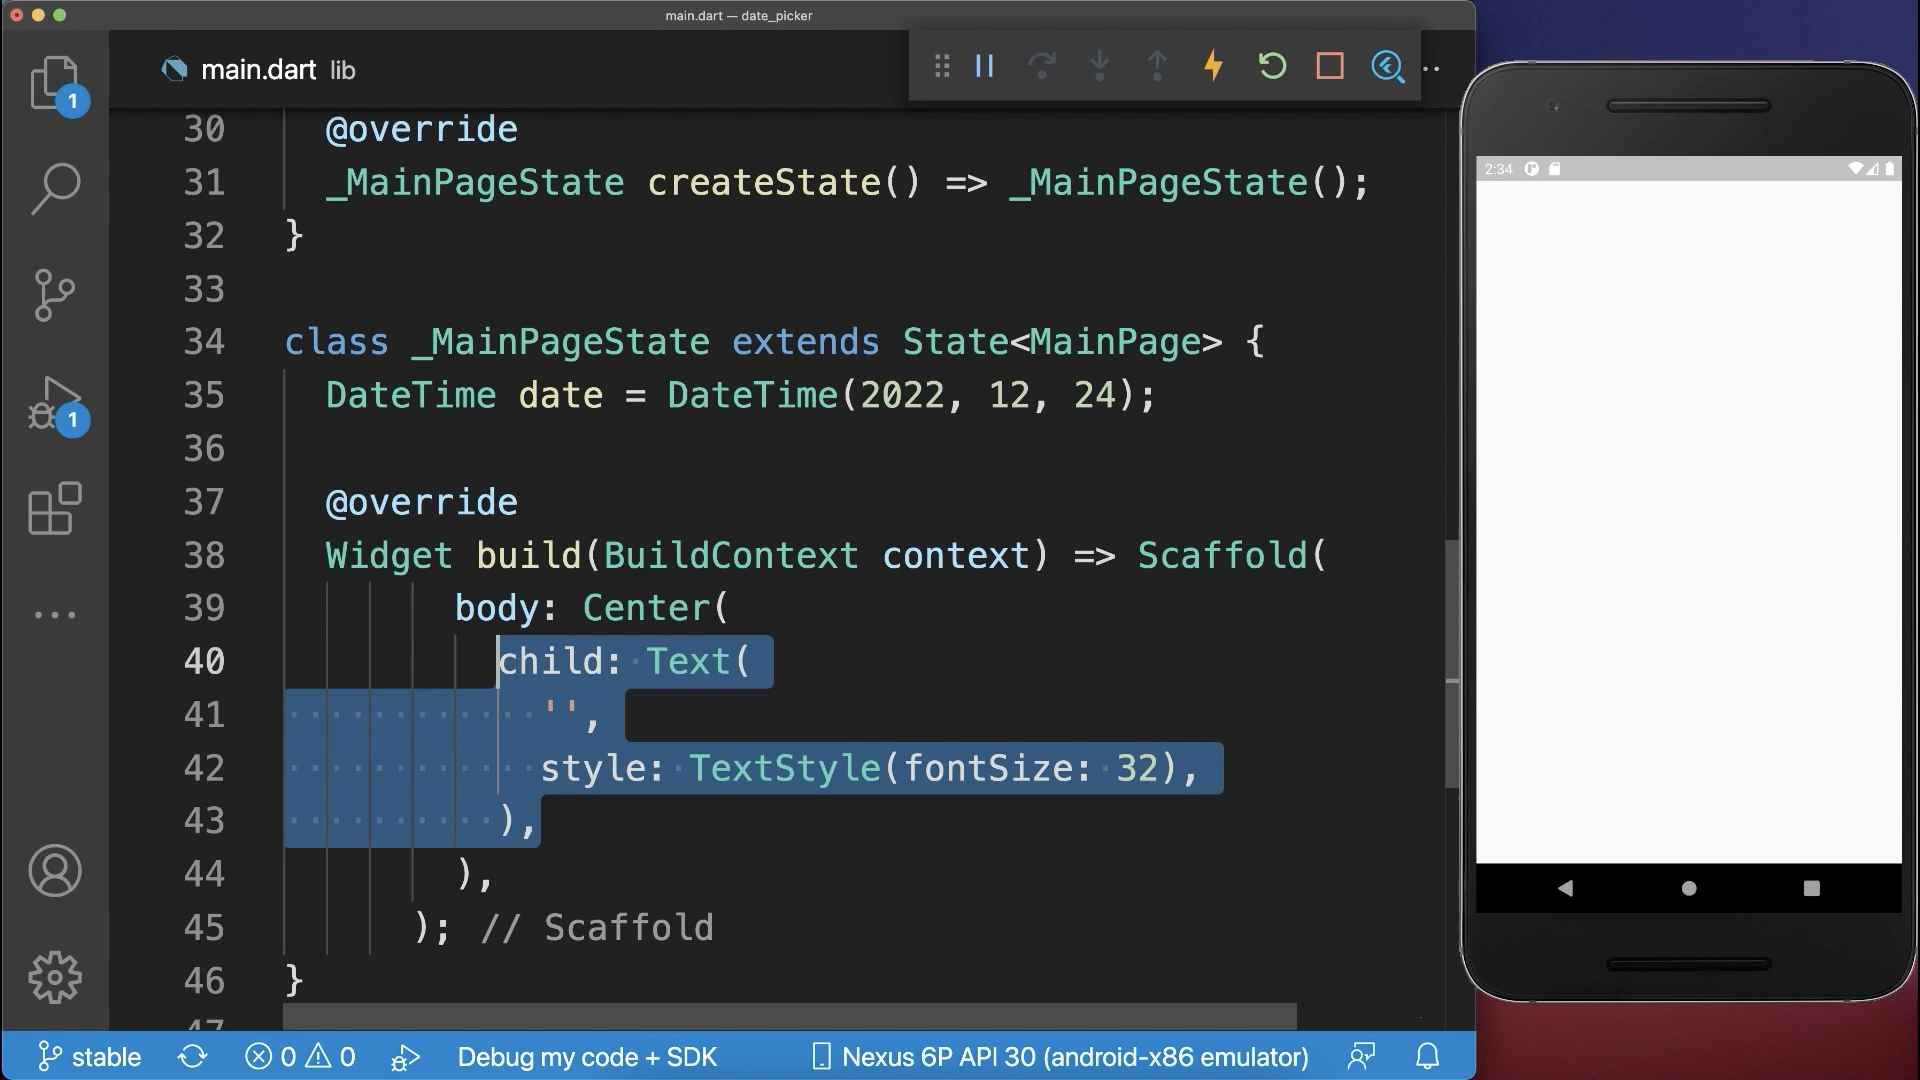 main.dart — date_picker
main.dart lib
1
1
30 @override
31 _MainPageState createState() => _MainPageState();
32 }
33
34 class _MainPageState extends State<MainPage> {
35 DateTime date = DateTime(2022, 12, 24);
36
37 @override
38 Widget build(BuildContext context) => Scaffold(
39 body: Center(
40 child: Text(
41 '',
42 style: TextStyle(fontSize: 32),
43 ),
44 ),
45 ); // Scaffold
46 }
47
stable 0 0 Debug my code + SDK Nexus 6P API 30 (android-x86 emulator)
2:34